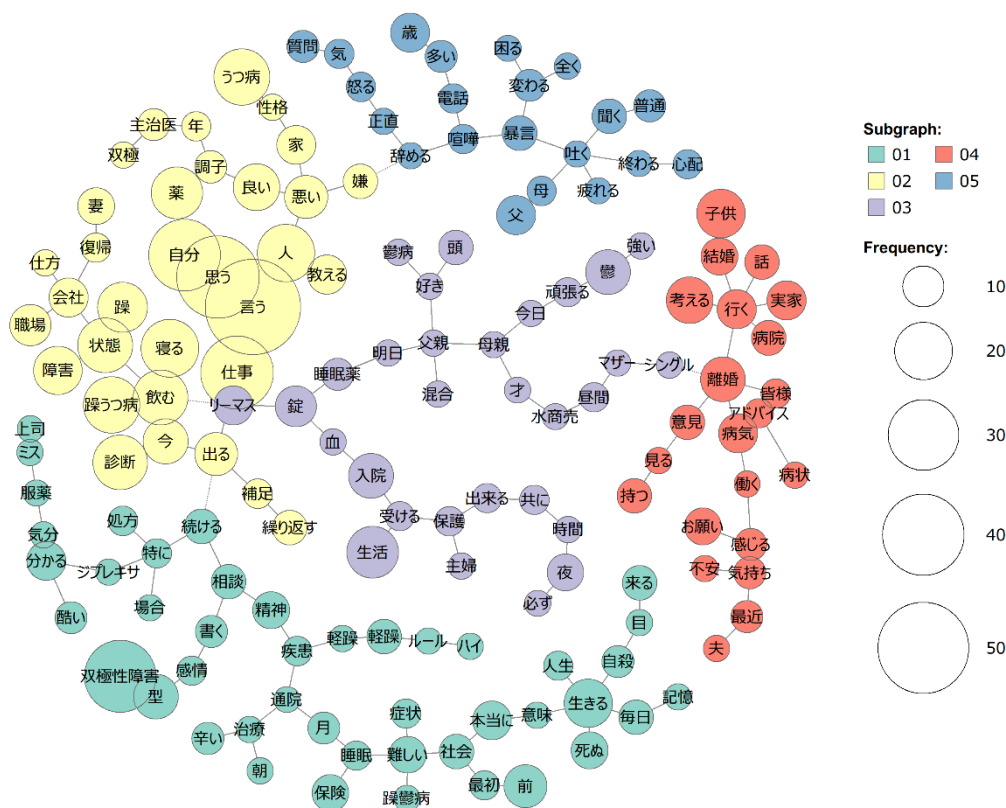 うつ病
性格
家
主治医
年
双極
調子
薬
良い
悪い
嫌
妻
復帰
仕方
会社
職場
自分
思う
人
教える
言う
躁
状態
寝る
障害
仕事
躁うつ病
飲む
今
診断
出る
補足
繰り返す
質問
気
怒る
正直
辞める
歳
多い
電話
喧嘩
困る
全く
変わる
暴言
聞く
普通
吐く
終わる
心配
疲れる
母
父
鬱病
頭
好き
強い
鬱
頑張る
今日
父親
母親
明日
睡眠薬
混合
才
水商売
昼間
マザー
シングル
リーマス
錠
血
入院
受ける
生活
保護
主婦
出来る
共に
時間
夜
必ず
子供
結婚
話
考える
行く
実家
病院
離婚
皆様
アドバイス
意見
病気
見る
持つ
病状
働く
お願い
感じる
不安
気持ち
最近
夫
上司
ミス
服薬
気分
分かる
酷い
処方
ジプレキサ
特に
場合
続ける
相談
書く
感情
双極性障害
型
精神
疾患
軽躁
軽躁
ルール
ハイ
通院
治療
辛い
朝
月
睡眠
保険
症状
難しい
躁鬱病
社会
最初
前
本当に
意味
人生
生きる
死ぬ
自殺
目
来る
毎日
記憶
Subgraph:
01
02
03
04
05
Frequency:
10
20
30
40
50